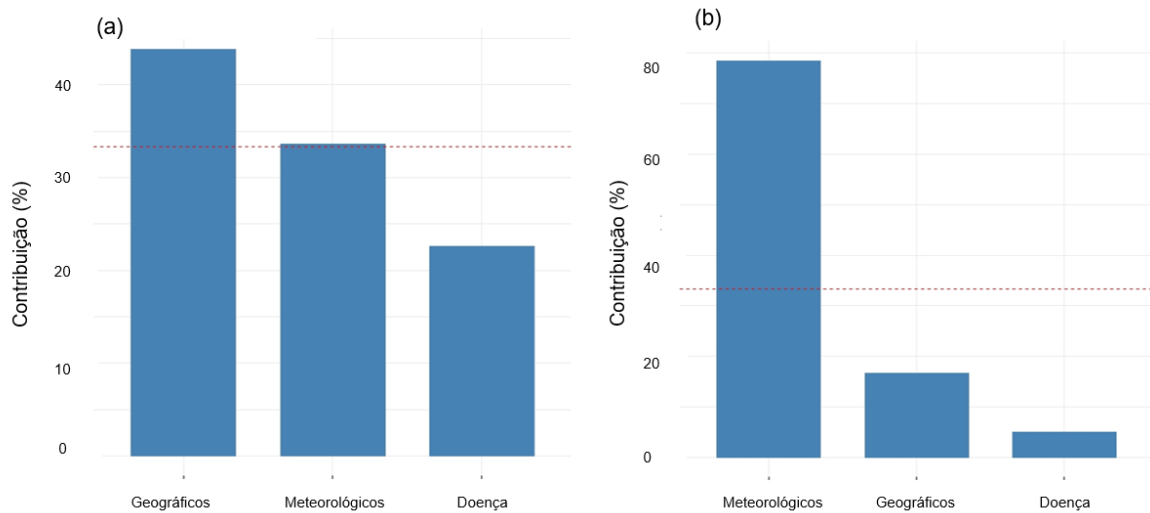 (a)
Contribuição (%)
40
30
20
10
0
Geográficos Meteorológicos Doença
(b)
Contribuição (%)
80
60
40
20
0
Meteorológicos Geográficos Doença